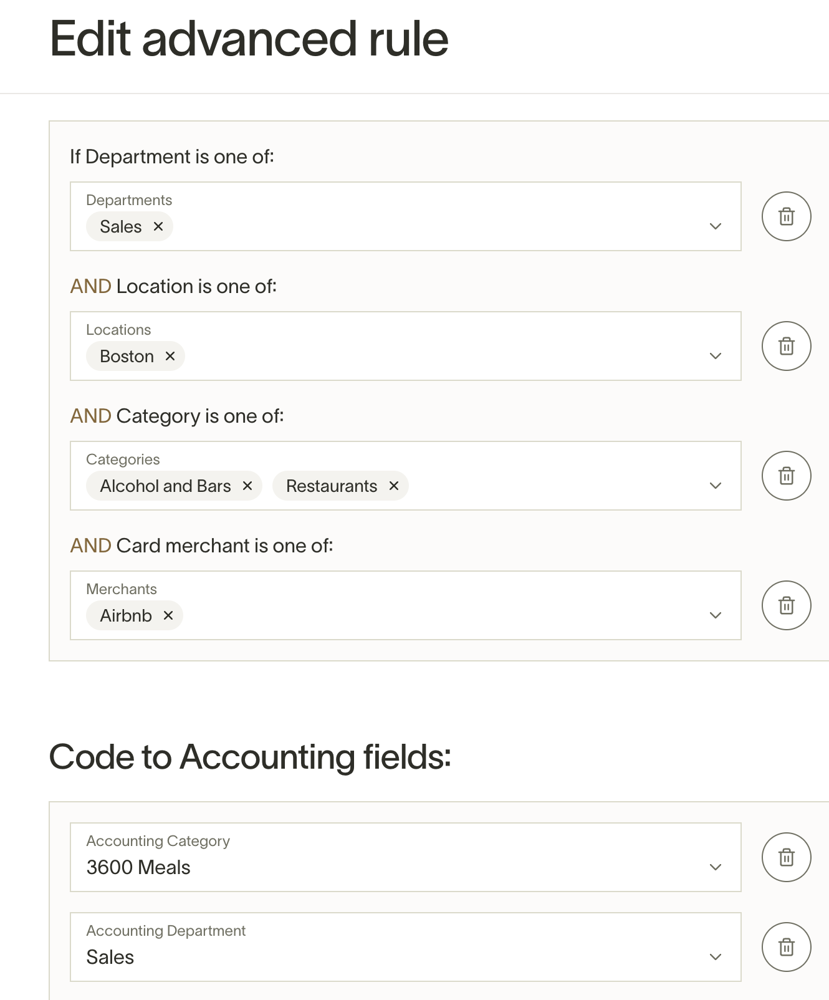 Edit advanced rule
If Department is one of:
Departments
Sales ×
AND Location is one of:
Locations
Boston ×
AND Category is one of:
Categories
Alcohol and Bars × Restaurants ×
AND Card merchant is one of:
Merchants
Airbnb ×
Code to Accounting fields:
Accounting Category
3600 Meals
Accounting Department
Sales